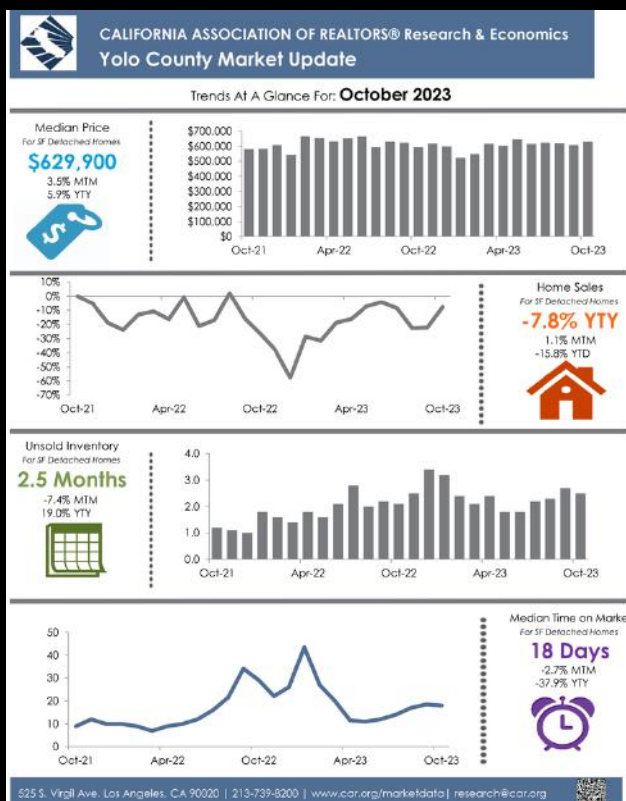 CALIFORNIA ASSOCIATION OF REALTORS® Research & Economics
Yolo County Market Update
Trends At A Glance For: October 2023
Median Price
For SF Detached Homes
$629,900
3.5% MTM
5.9% YTY
$700,000
$600,000
$500,000
$400,000
$300,000
$200,000
$100,000
$0
Oct-21 Apr-22 Oct-22 Apr-23 Oct-23
10%
0%
-10%
-20%
-30%
-40%
-50%
-60%
-70%
Oct-21 Apr-22 Oct-22 Apr-23 Oct-23
Home Sales
For SF Detached Homes
-7.8% YTY
1.1% MTM
-15.8% YTD
Unsold Inventory
For SF Detached Homes
2.5 Months
-7.4% MTM
19.0% YTY
4.0
3.0
2.0
1.0
0.0
Oct-21 Apr-22 Oct-22 Apr-23 Oct-23
50
40
30
20
10
0
Oct-21 Apr-22 Oct-22 Apr-23 Oct-23
Median Time on Marke
For SF Detached Homes
18 Days
-2.7% MTM
-37.9% YTY
525 S. Virgil Ave. Los Angeles, CA 90020 | 213-739-8200 | www.car.org/marketdata| research@car.org